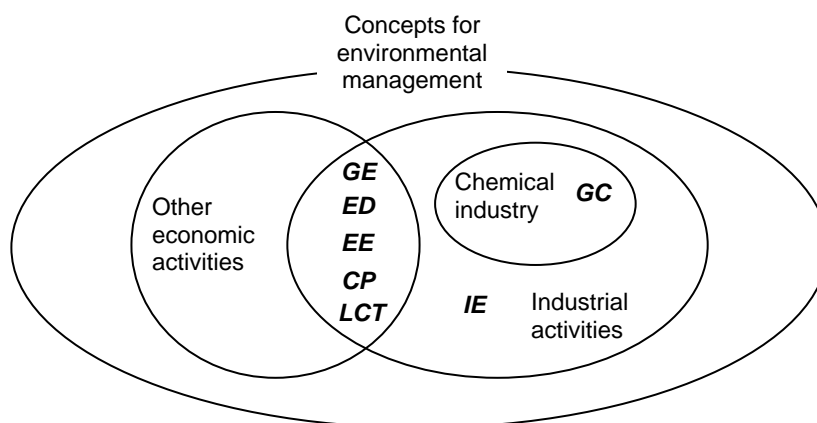 Concepts for
environmental
management
GE
ED
EE
CP
LCT
Other
economic
activities
Chemical
industry
GC
IE
Industrial
activities